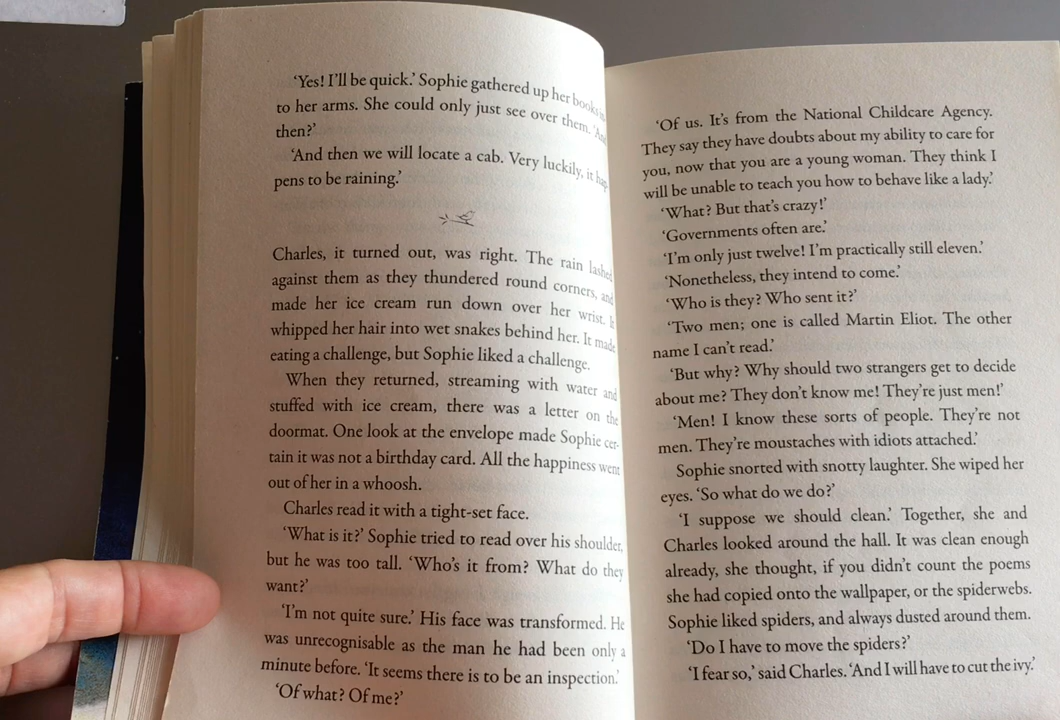 ‘Yes! I’ll be quick.’ Sophie gathered up her books
to her arms. She could only just see over them. ‘And
then?’
‘And then we will locate a cab. Very luckily, it hap-
pens to be raining.’
Charles, it turned out, was right. The rain lashed
against them as they thundered round corners, and
made her ice cream run down over her wrist. It
whipped her hair into wet snakes behind her. It made
eating a challenge, but Sophie liked a challenge.
When they returned, streaming with water and
stuffed with ice cream, there was a letter on the
doormat. One look at the envelope made Sophie cer-
tain it was not a birthday card. All the happiness went
out of her in a whoosh.
Charles read it with a tight-set face.
‘What is it?’ Sophie tried to read over his shoulder,
but he was too tall. ‘Who’s it from? What do they
want?’
‘I’m not quite sure.’ His face was transformed. He
was unrecognisable as the man he had been only a
minute before. ‘It seems there is to be an inspection.’
‘Of what? Of me?’
‘Of us. It’s from the National Childcare Agency.
They say they have doubts about my ability to care for
you, now that you are a young woman. They think I
will be unable to teach you how to behave like a lady.’
‘What? But that’s crazy!’
‘Governments often are.’
‘I’m only just twelve! I’m practically still eleven.’
‘Nonetheless, they intend to come.’
‘Who is they? Who sent it?’
‘Two men; one is called Martin Eliot. The other
name I can’t read.’
‘But why? Why should two strangers get to decide
about me? They don’t know me! They’re just men!’
‘Men! I know these sorts of people. They’re not
men. They’re moustaches with idiots attached.’
Sophie snorted with snotty laughter. She wiped her
eyes. ‘So what do we do?’
‘I suppose we should clean.’ Together, she and
Charles looked around the hall. It was clean enough
already, she thought, if you didn’t count the poems
she had copied onto the wallpaper, or the spiderwebs.
Sophie liked spiders, and always dusted around them.
‘Do I have to move the spiders?’
‘I fear so,’ said Charles. ‘And I will have to cut the ivy.’